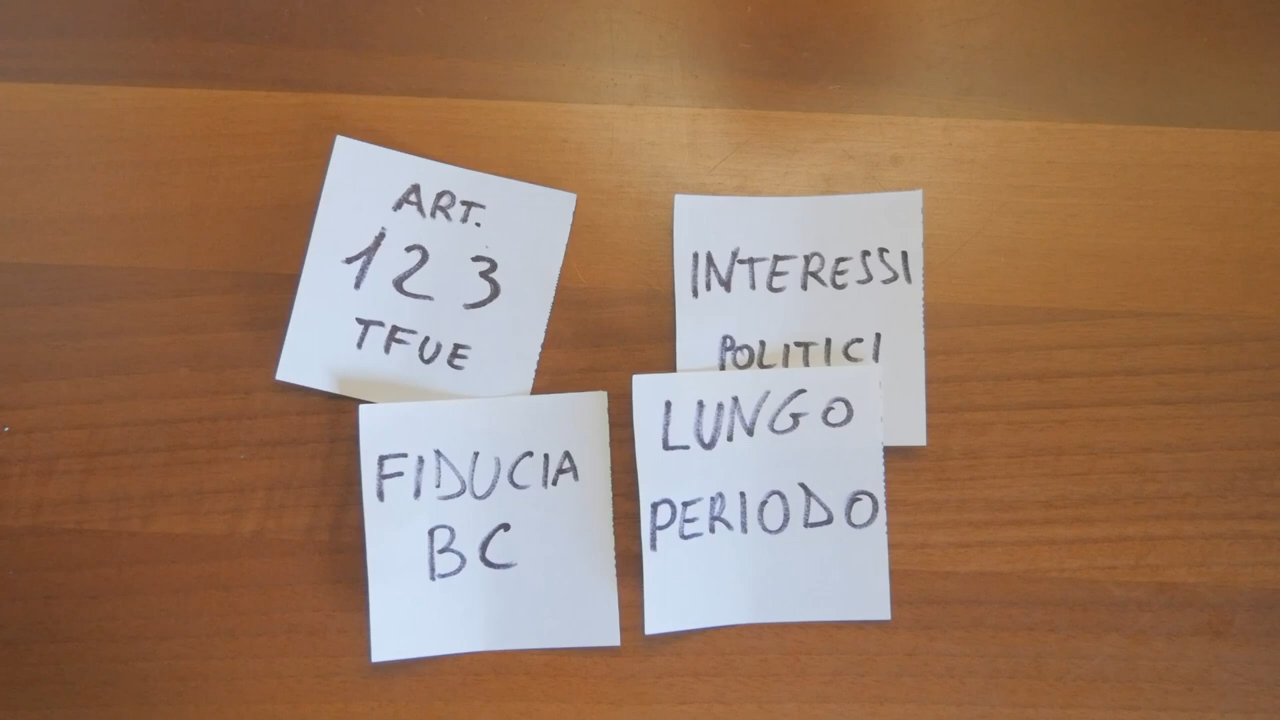 ART.
123
TFUE
INTERESSI
POLITICI
FIDUCIA
BC
LUNGO
PERIODO